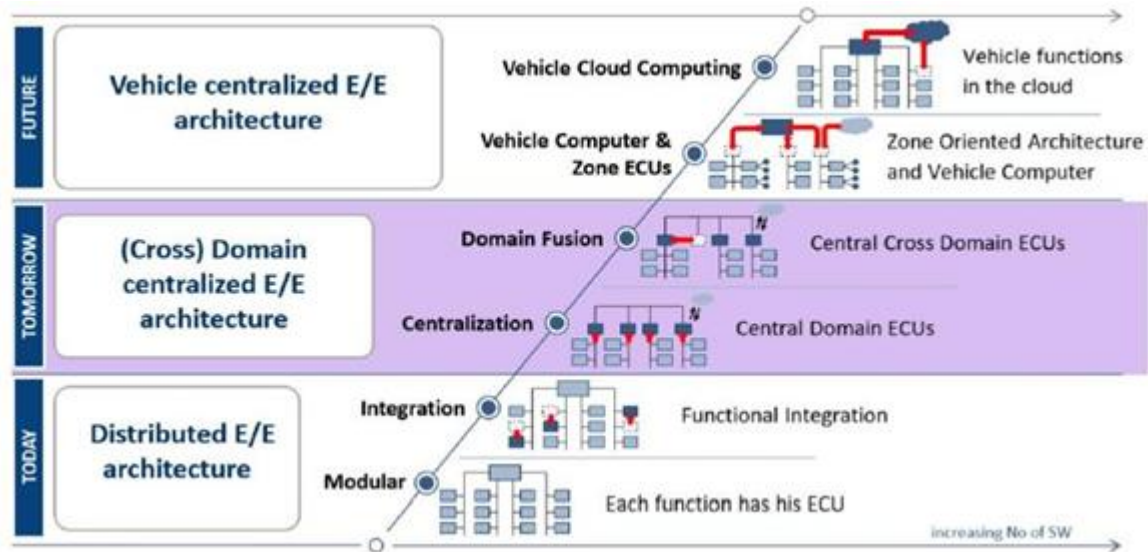 FUTURE
Vehicle centralized E/E
architecture
Vehicle Cloud Computing
Vehicle functions
in the cloud
Vehicle Computer &
Zone ECUs
Zone Oriented Architecture
and Vehicle Computer
TOMORROW
(Cross) Domain
centralized E/E
architecture
Domain Fusion
Central Cross Domain ECUs
Centralization
Central Domain ECUs
TODAY
Distributed E/E
architecture
Integration
Functional Integration
Modular
Each function has his ECU
increasing No of SW